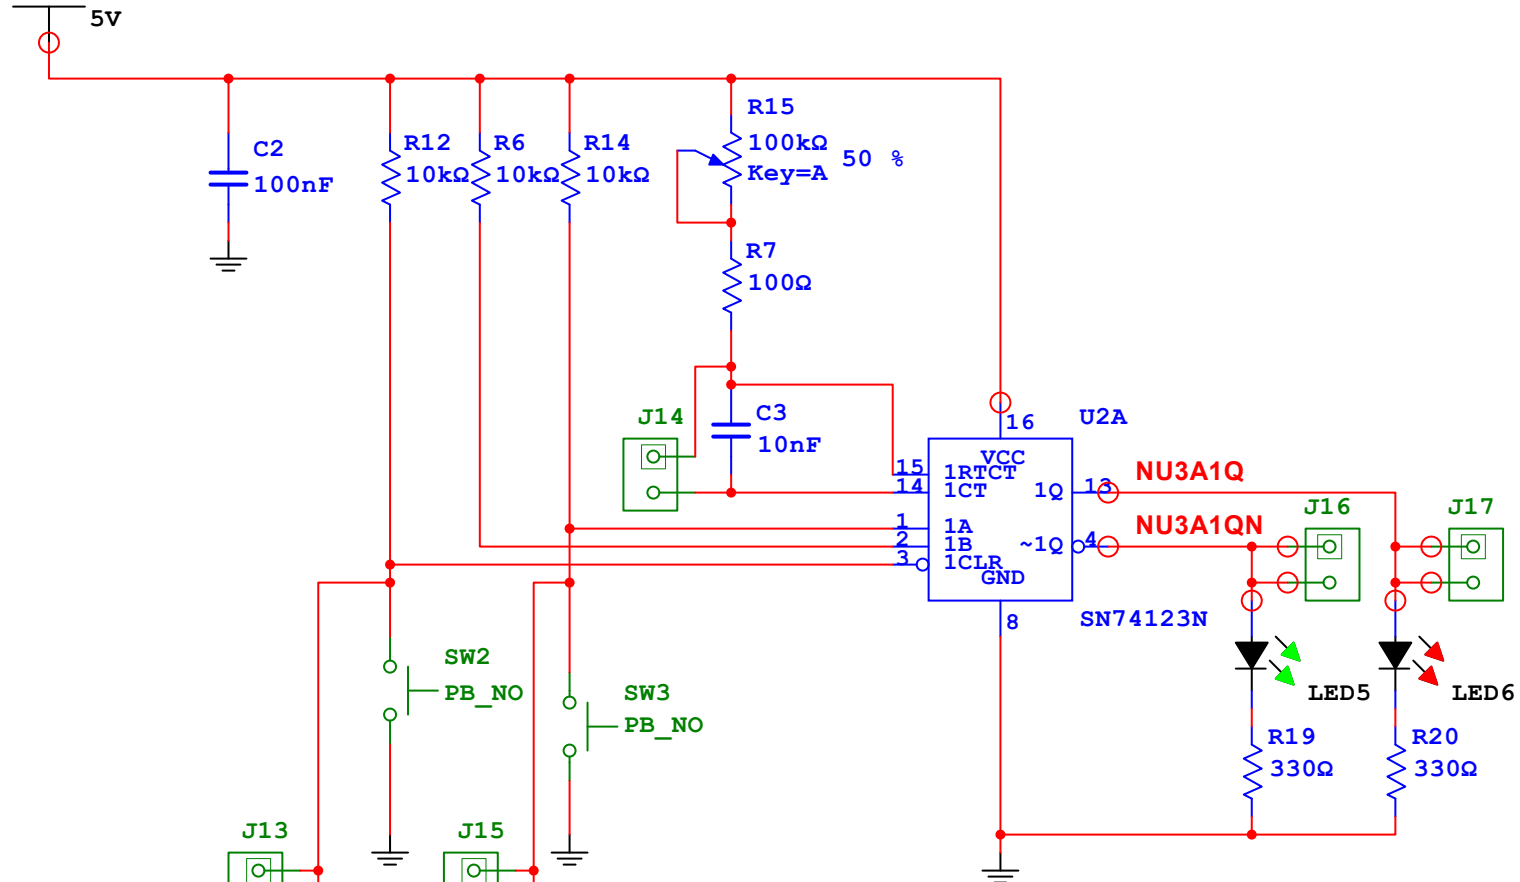 5V
R15
100kΩ
50 %
Key=A
C2
100nF
R12
10kΩ
R6
10kΩ
R14
10kΩ
R7
100Ω
J14
C3
10nF
16
U2A
VCC
15
1RTCT
14
1CT
1Q
13
NU3A1Q
1
1A
2
1B
~1Q
4
NU3A1QN
3
1CLR
GND
8
SN74123N
J16
J17
SW2
PB_NO
SW3
PB_NO
LED5
LED6
R19
330Ω
R20
330Ω
J13
J15